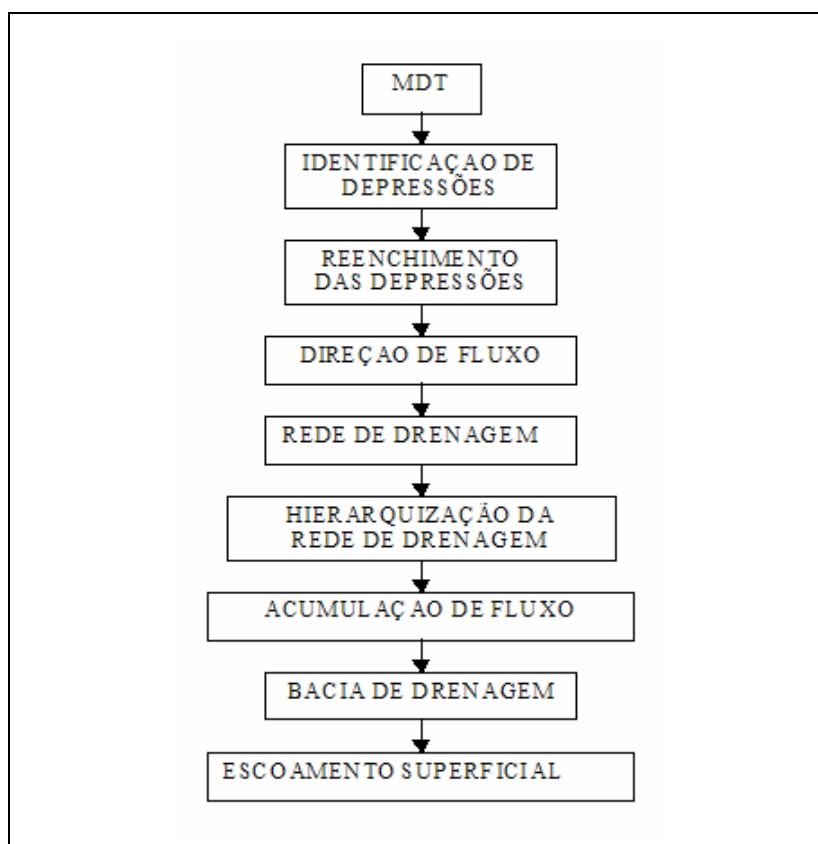 MDT
IDENTIFICAÇAO DE
DEPRESSÕES
REENCHIMENTO
DAS DEPRESSÕES
DIREÇAO DE FLUXO
REDE DE DRENAGEM
HIERARQUIZAÇÃO DA
REDE DE DRENAGEM
ACUMULAÇAO DE FLUXO
BACIA DE DRENAGEM
ESCOAMENTO SUPERFICIAL